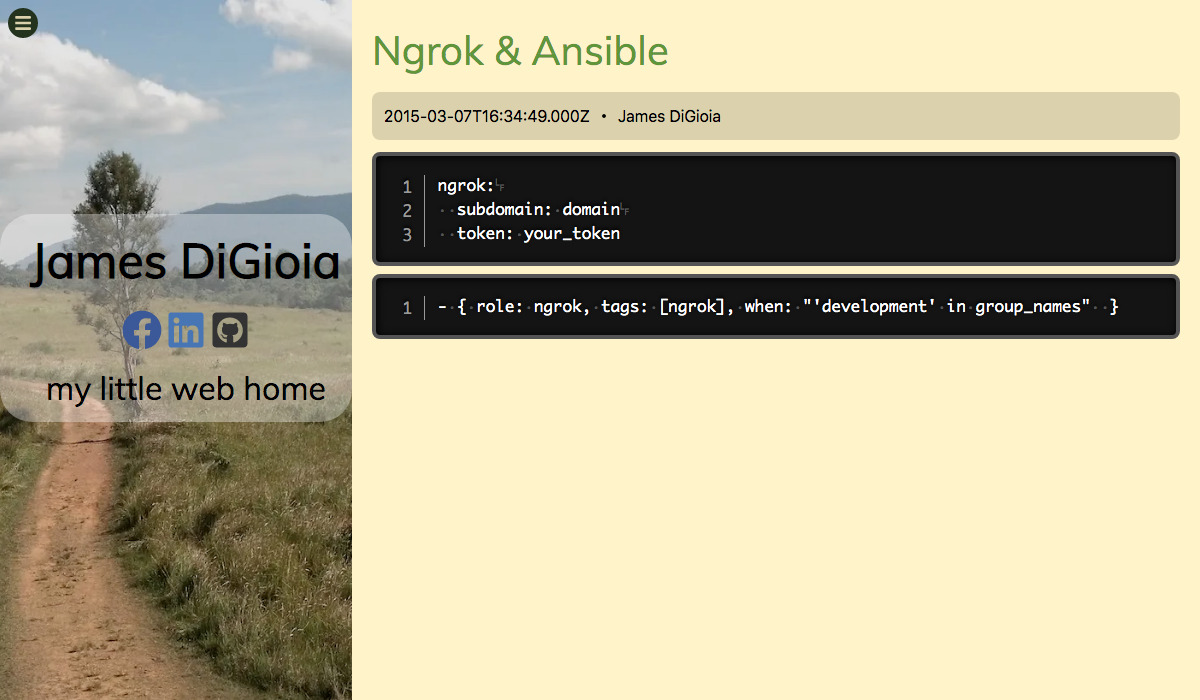 James DiGioia
my little web home
Ngrok & Ansible
2015-03-07T16:34:49.000Z • James DiGioia
1 ngrok:
2   subdomain: domain
3   token: your_token
1 - { role: ngrok, tags: [ngrok], when: "'development' in group_names"  }